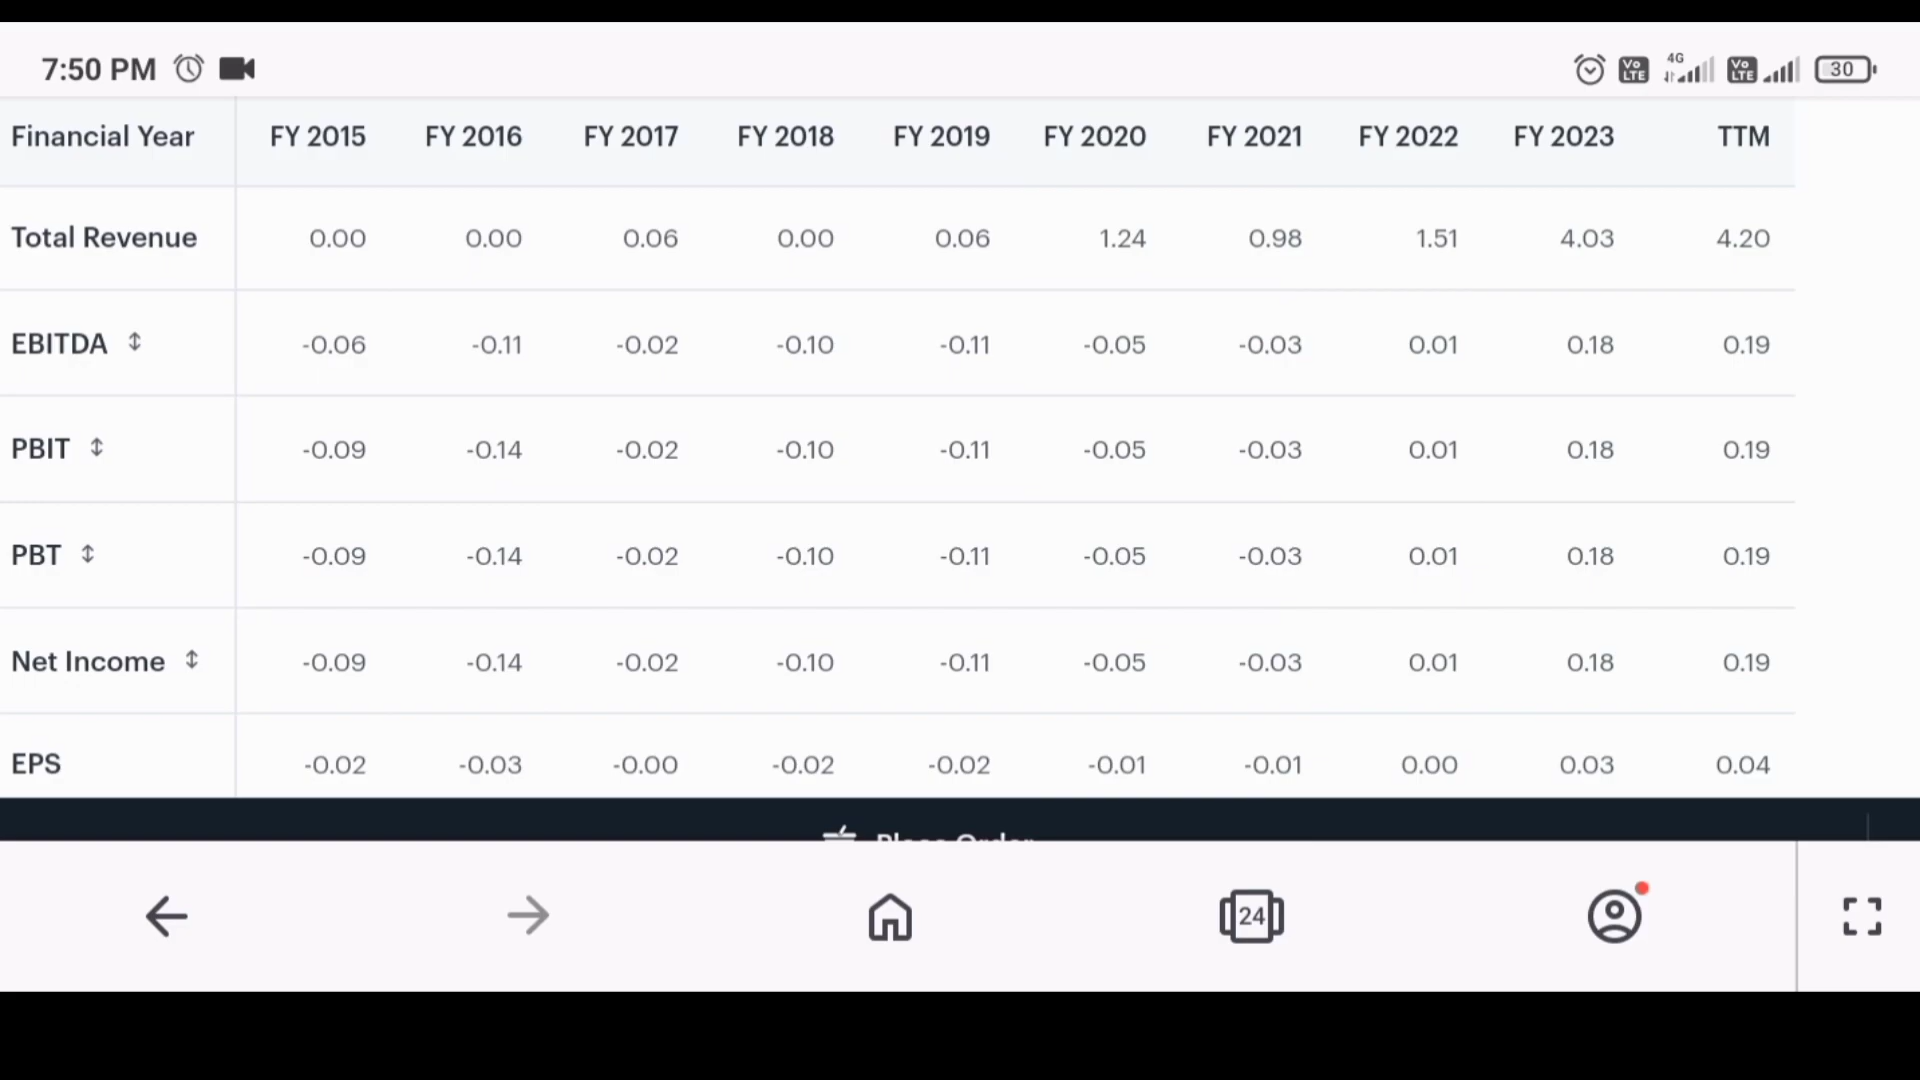 7:50 PM Vo LTE 4G Vo LTE 30
Financial Year FY 2015 FY 2016 FY 2017 FY 2018 FY 2019 FY 2020 FY 2021 FY 2022 FY 2023 TTM
Total Revenue 0.00 0.00 0.06 0.00 0.06 1.24 0.98 1.51 4.03 4.20
EBITDA -0.06 -0.11 -0.02 -0.10 -0.11 -0.05 -0.03 0.01 0.18 0.19
PBIT -0.09 -0.14 -0.02 -0.10 -0.11 -0.05 -0.03 0.01 0.18 0.19
PBT -0.09 -0.14 -0.02 -0.10 -0.11 -0.05 -0.03 0.01 0.18 0.19
Net Income -0.09 -0.14 -0.02 -0.10 -0.11 -0.05 -0.03 0.01 0.18 0.19
EPS -0.02 -0.03 -0.00 -0.02 -0.02 -0.01 -0.01 0.00 0.03 0.04
Place Order
24